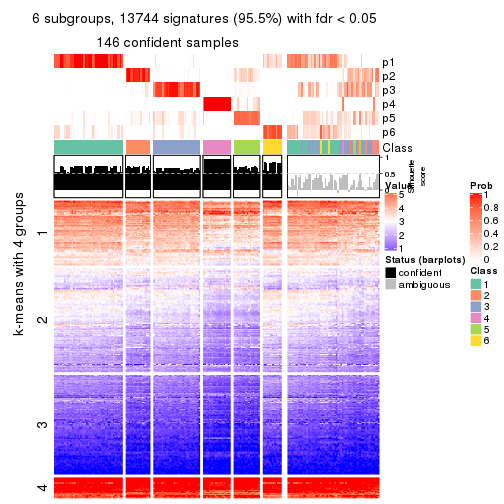 6 subgroups, 13744 signatures (95.5%) with fdr < 0.05
146 confident samples
p1
p2
p3
p4
p5
p6
Class
1
0.5
0
Silhouette
score
k-means with 4 groups
1
2
3
4
Value
5
4
3
2
1
Status (barplots)
confident
ambiguous
Prob
1
0.8
0.6
0.4
0.2
0
Class
1
2
3
4
5
6